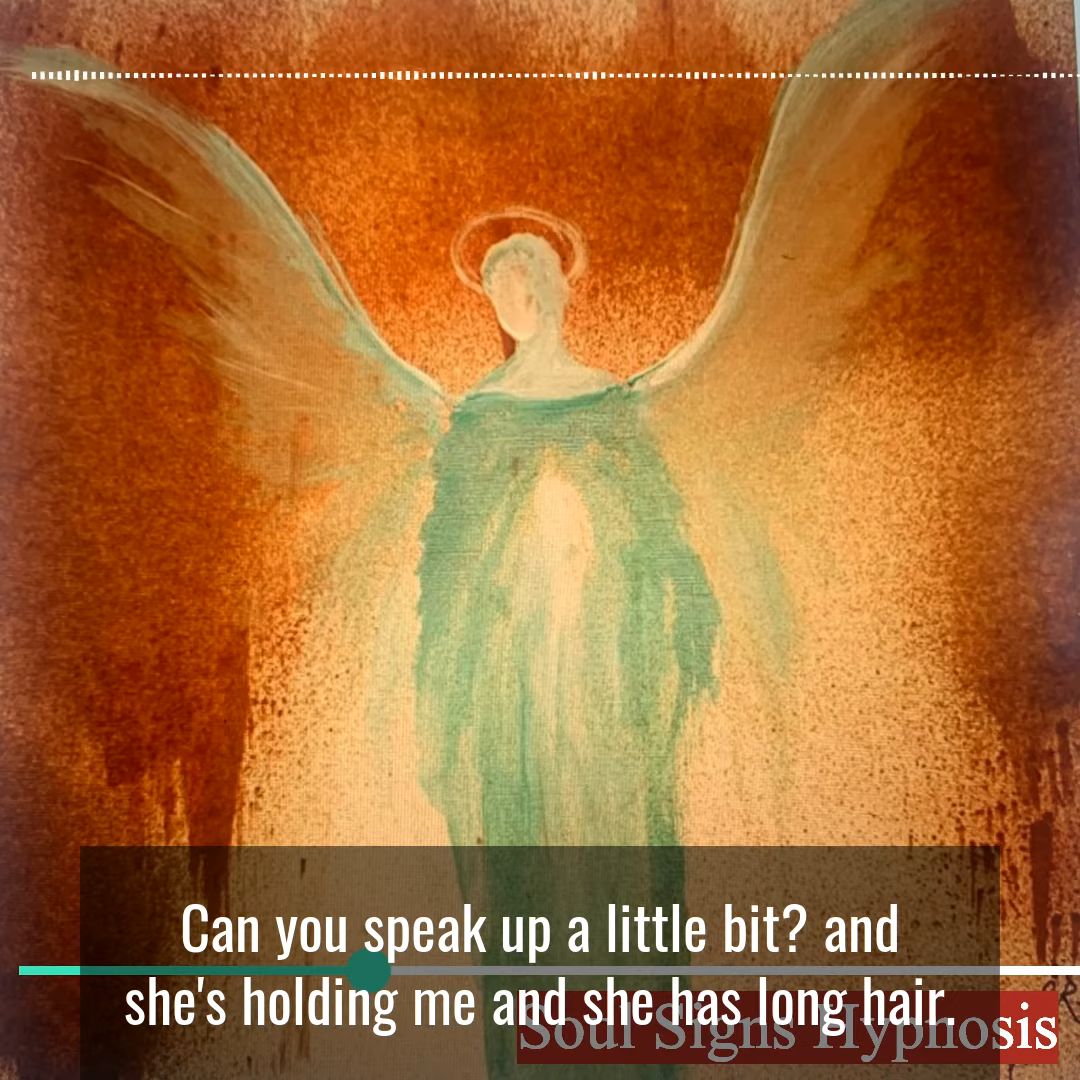 Can you speak up a little bit? and
she's holding me and she has long hair.
Soul Signs Hypnosis